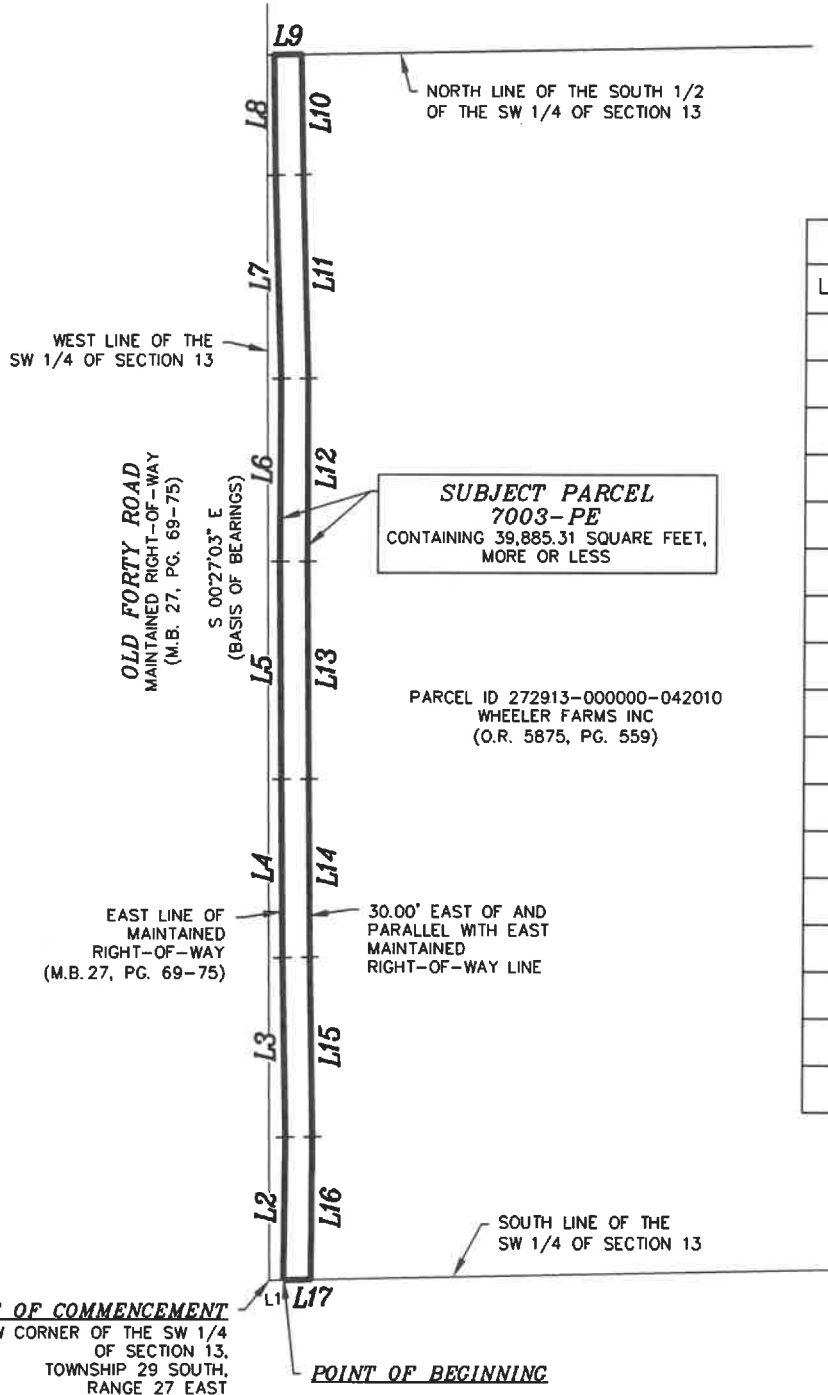 L9
NORTH LINE OF THE SOUTH 1/2
OF THE SW 1/4 OF SECTION 13
L8
L10
L7
L11
WEST LINE OF THE
SW 1/4 OF SECTION 13
L6
L12
OLD FORTY ROAD
MAINTAINED RIGHT-OF-WAY
(M.B. 27, PG. 69-75)
S 00°27'03" E
(BASIS OF BEARINGS)
SUBJECT PARCEL
7003-PE
CONTAINING 39,885.31 SQUARE FEET,
MORE OR LESS
L5
L13
PARCEL ID 272913-000000-042010
WHEELER FARMS INC
(O.R. 5875, PG. 559)
L4
L14
EAST LINE OF
MAINTAINED
RIGHT-OF-WAY
(M.B. 27, PG. 69-75)
30.00' EAST OF AND
PARALLEL WITH EAST
MAINTAINED
RIGHT-OF-WAY LINE
L3
L15
L2
L16
SOUTH LINE OF THE
SW 1/4 OF SECTION 13
L1
L17
OF COMMENCEMENT
CORNER OF THE SW 1/4
OF SECTION 13,
TOWNSHIP 29 SOUTH,
RANGE 27 EAST
POINT OF BEGINNING
L